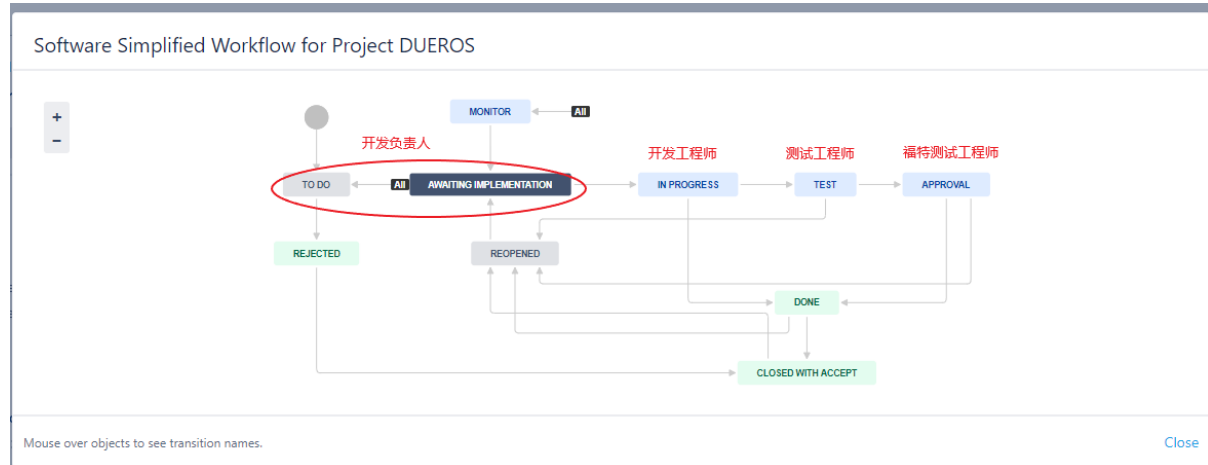 Software Simplified Workflow for Project DUEROS
+
−
MONITOR
All
开发负责人
开发工程师
测试工程师
福特测试工程师
TO DO
All
AWAITING IMPLEMENTATION
IN PROGRESS
TEST
APPROVAL
REJECTED
REOPENED
DONE
CLOSED WITH ACCEPT
Mouse over objects to see transition names.
Close